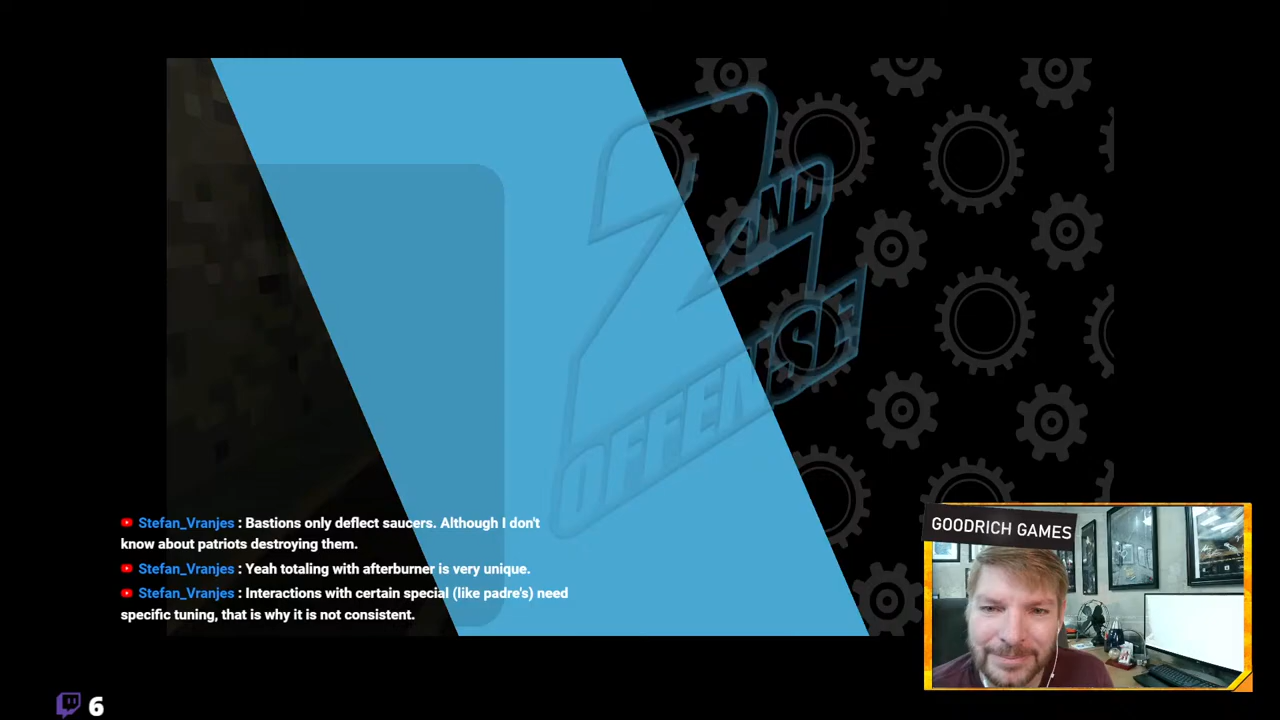 2
ND
OFFENSE
Stefan_Vranjes : Bastions only deflect saucers. Although I don't
know about patriots destroying them.
Stefan_Vranjes : Yeah totaling with afterburner is very unique.
Stefan_Vranjes : Interactions with certain special (like padre's) need
specific tuning, that is why it is not consistent.
GOODRICH GAMES
6